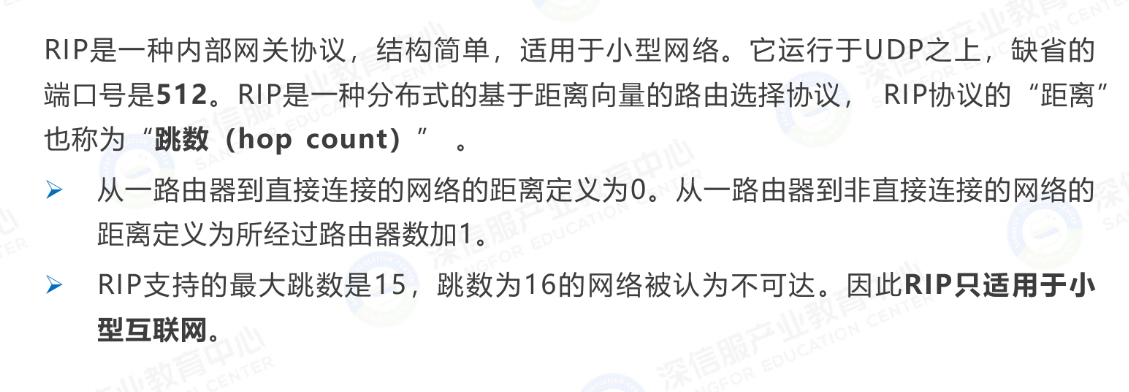 RIP是一种内部网关协议，结构简单，适用于小型网络。它运行于UDP之上，缺省的
端口号是512。RIP是一种分布式的基于距离向量的路由选择协议， RIP协议的“距离”
也称为“跳数（hop count）” 。
➢ 从一路由器到直接连接的网络的距离定义为0。从一路由器到非直接连接的网络的
距离定义为所经过路由器数加1。
➢ RIP支持的最大跳数是15，跳数为16的网络被认为不可达。因此RIP只适用于小
型互联网。
深信服产业教育中心
SANGFOR EDUCATION CENTER